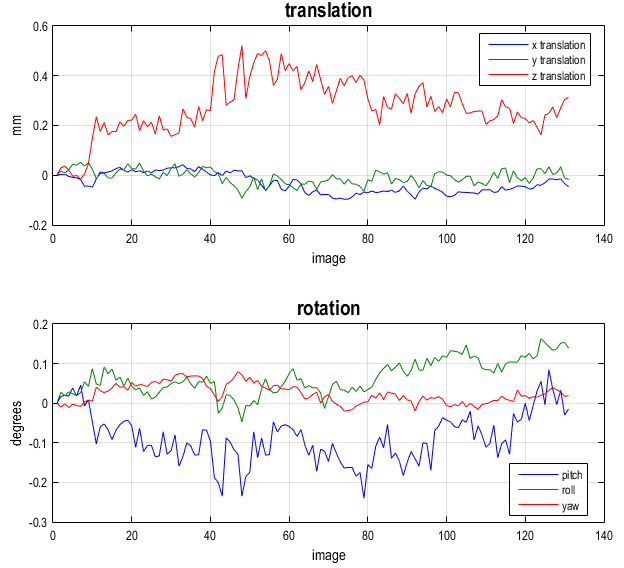 translation
0.6
0.4
0.2
0
-0.2
mm
x translation
y translation
z translation
0 20 40 60 80 100 120 140
image
rotation
0.2
0.1
0
-0.1
-0.2
-0.3
degrees
pitch
roll
yaw
0 20 40 60 80 100 120 140
image